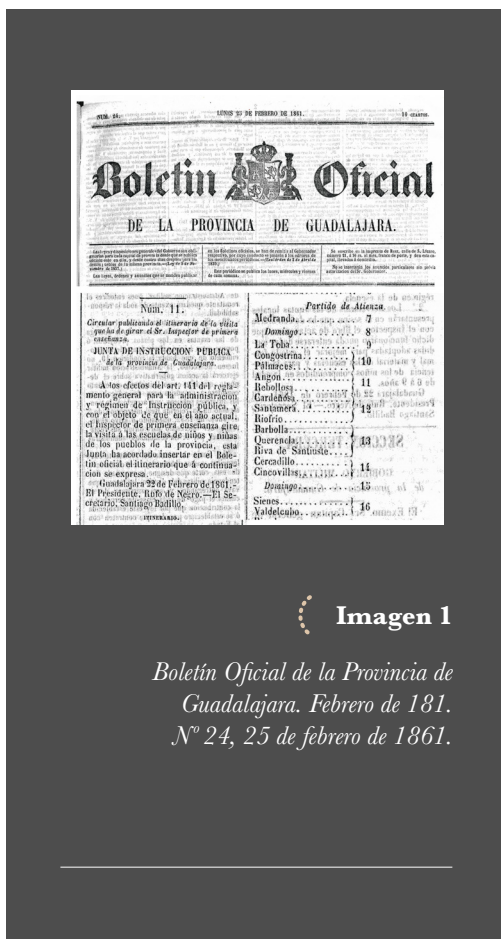 NUM. 24.
LUNES 25 DE FEBRERO DE 1861.
10 CUARTOS.
Boletin Oficial
DE LA PROVINCIA DE GUADALAJARA.
Núm. 11.
Circular publicando el itinerario de la visita
que ha de girar el Sr. Inspector de primera
enseñanza.
JUNTA DE INSTRUCCION PUBLICA
de la provincia de Guadalajara.
A los efectos del art. 141 del regla-
mento general para la administracion
y régimen de Instruccion pública, y
con el objeto de que en el año actual,
el Inspector de primera enseñanza gire
la visita á las escuelas de niños y niñas
de los pueblos de la provincia, esta
Junta ha acordado insertar en el Bole-
tin oficial el itinerario que á continua-
cion se expresa.
Guadalajara 22 de Febrero de 1861.-
El Presidente, Rufo de Negro.—El Se-
cretario, Santiago Badillo.
ITINERARIO.
Partido de Atienza.
Medranda. 7
Domingo. 8
La Toba. 9
Congostrina.
Pálmaces. 10
Angon.
Rebollosa. 11
Cardeñosa.
Santamera. 12
Riofrio.
Barbolla.
Querencia. 13
Riva de Santiuste.
Cercadillo.
Cincovillas. 14
Domingo. 15
Sienes.
Valdelcubo. 16
Imagen 1
Boletín Oficial de la Provincia de
Guadalajara. Febrero de 181.
Nº 24, 25 de febrero de 1861.